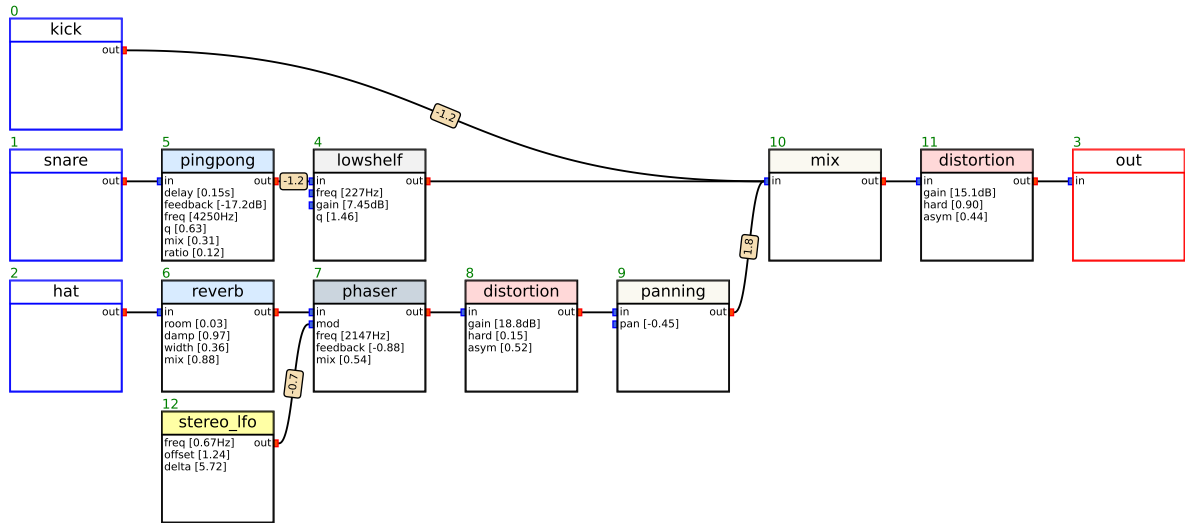 0
kick
out
-1.2
1
snare
out
5
pingpong
in out
delay [0.15s]
feedback [-17.2dB]
freq [4250Hz]
q [0.63]
mix [0.31]
ratio [0.12]
-1.2
4
lowshelf
in out
freq [227Hz]
gain [7.45dB]
q [1.46]
10
mix
in out
11
distortion
in out
gain [15.1dB]
hard [0.90]
asym [0.44]
3
out
in
2
hat
out
6
reverb
in out
room [0.03]
damp [0.97]
width [0.36]
mix [0.88]
7
phaser
in out
mod
freq [2147Hz]
feedback [-0.88]
mix [0.54]
8
distortion
in out
gain [18.8dB]
hard [0.15]
asym [0.52]
9
panning
in out
pan [-0.45]
1.8
-0.7
12
stereo_lfo
freq [0.67Hz] out
offset [1.24]
delta [5.72]